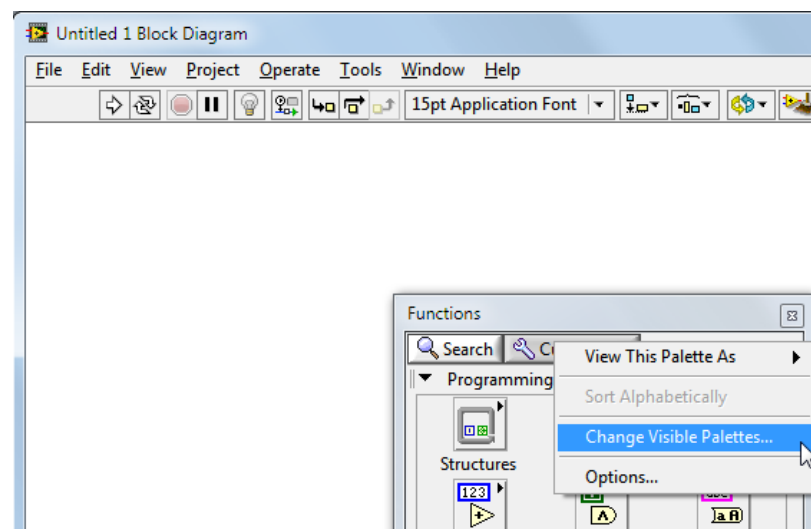 Untitled 1 Block Diagram
File Edit View Project Operate Tools Window Help
15pt Application Font
Functions
Search
View This Palette As
Programming
Sort Alphabetically
Change Visible Palettes...
Structures
Options...
123